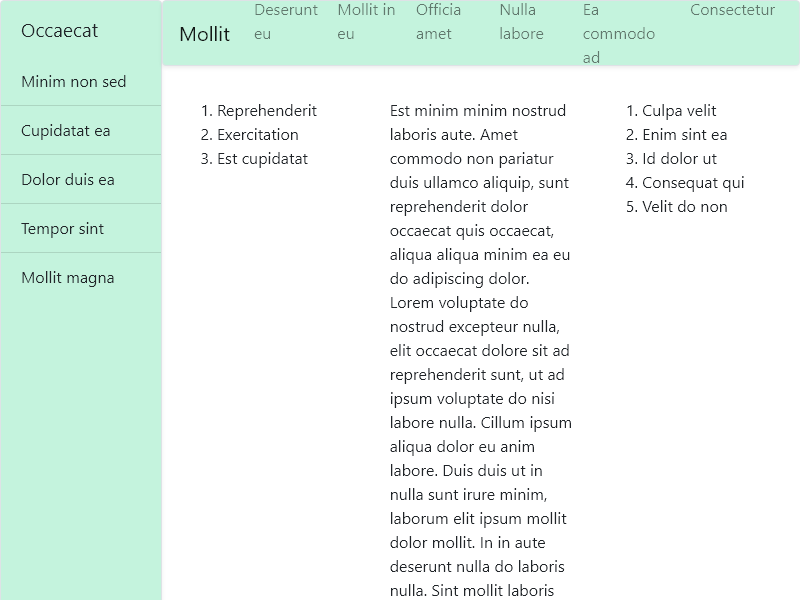 Occaecat
Minim non sed
Cupidatat ea
Dolor duis ea
Tempor sint
Mollit magna
Mollit
Deserunt
eu
Mollit in
eu
Officia
amet
Nulla
labore
Ea
commodo
ad
Consectetur
1. Reprehenderit
2. Exercitation
3. Est cupidatat
Est minim minim nostrud
laboris aute. Amet
commodo non pariatur
duis ullamco aliquip, sunt
reprehenderit dolor
occaecat quis occaecat,
aliqua aliqua minim ea eu
do adipiscing dolor.
Lorem voluptate do
nostrud excepteur nulla,
elit occaecat dolore sit ad
reprehenderit sunt, ut ad
ipsum voluptate do nisi
labore nulla. Cillum ipsum
aliqua dolor eu anim
labore. Duis duis ut in
nulla sunt irure minim,
laborum elit ipsum mollit
dolor mollit. In in aute
deserunt nulla do laboris
nulla. Sint mollit laboris
1. Culpa velit
2. Enim sint ea
3. Id dolor ut
4. Consequat qui
5. Velit do non